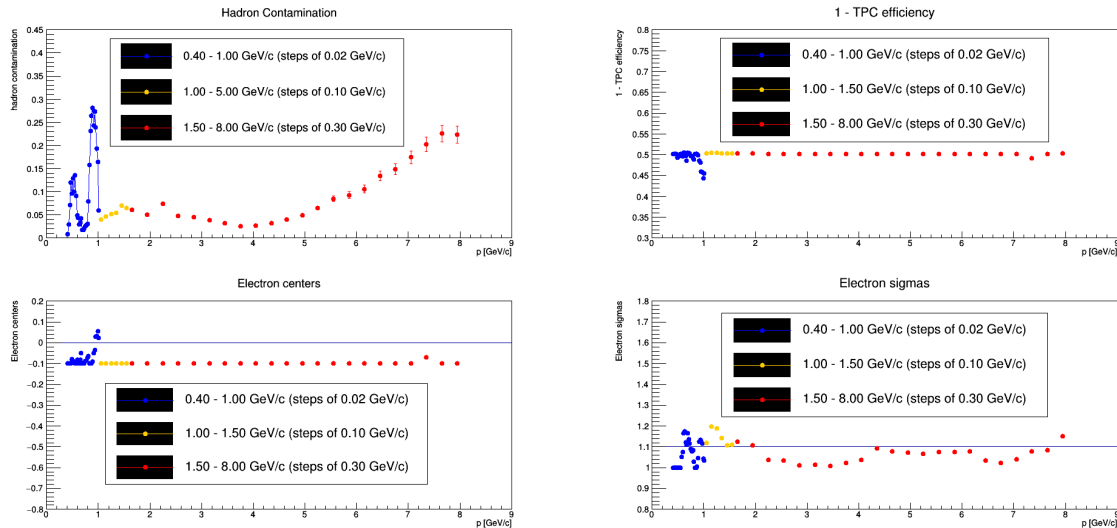 Hadron Contamination
hadron contamination
0.45
0.4
0.35
0.3
0.25
0.2
0.15
0.1
0.05
0
0.40 - 1.00 GeV/c (steps of 0.02 GeV/c)
1.00 - 5.00 GeV/c (steps of 0.10 GeV/c)
1.50 - 8.00 GeV/c (steps of 0.30 GeV/c)
0 1 2 3 4 5 6 7 8 9
p [GeV/c]
1 - TPC efficiency
1 - TPC efficiency
0.8
0.75
0.7
0.65
0.6
0.55
0.5
0.45
0.4
0.35
0.3
0.40 - 1.00 GeV/c (steps of 0.02 GeV/c)
1.00 - 1.50 GeV/c (steps of 0.10 GeV/c)
1.50 - 8.00 GeV/c (steps of 0.30 GeV/c)
0 1 2 3 4 5 6 7 8 9
p [GeV/c]
Electron centers
Electron centers
0.2
0.1
0
−0.1
−0.2
−0.3
−0.4
−0.5
−0.6
−0.7
−0.8
0.40 - 1.00 GeV/c (steps of 0.02 GeV/c)
1.00 - 1.50 GeV/c (steps of 0.10 GeV/c)
1.50 - 8.00 GeV/c (steps of 0.30 GeV/c)
0 1 2 3 4 5 6 7 8 9
p [GeV/c]
Electron sigmas
Electron sigmas
1.8
1.7
1.6
1.5
1.4
1.3
1.2
1.1
1
0.9
0.8
0.40 - 1.00 GeV/c (steps of 0.02 GeV/c)
1.00 - 1.50 GeV/c (steps of 0.10 GeV/c)
1.50 - 8.00 GeV/c (steps of 0.30 GeV/c)
0 1 2 3 4 5 6 7 8 9
p [GeV/c]